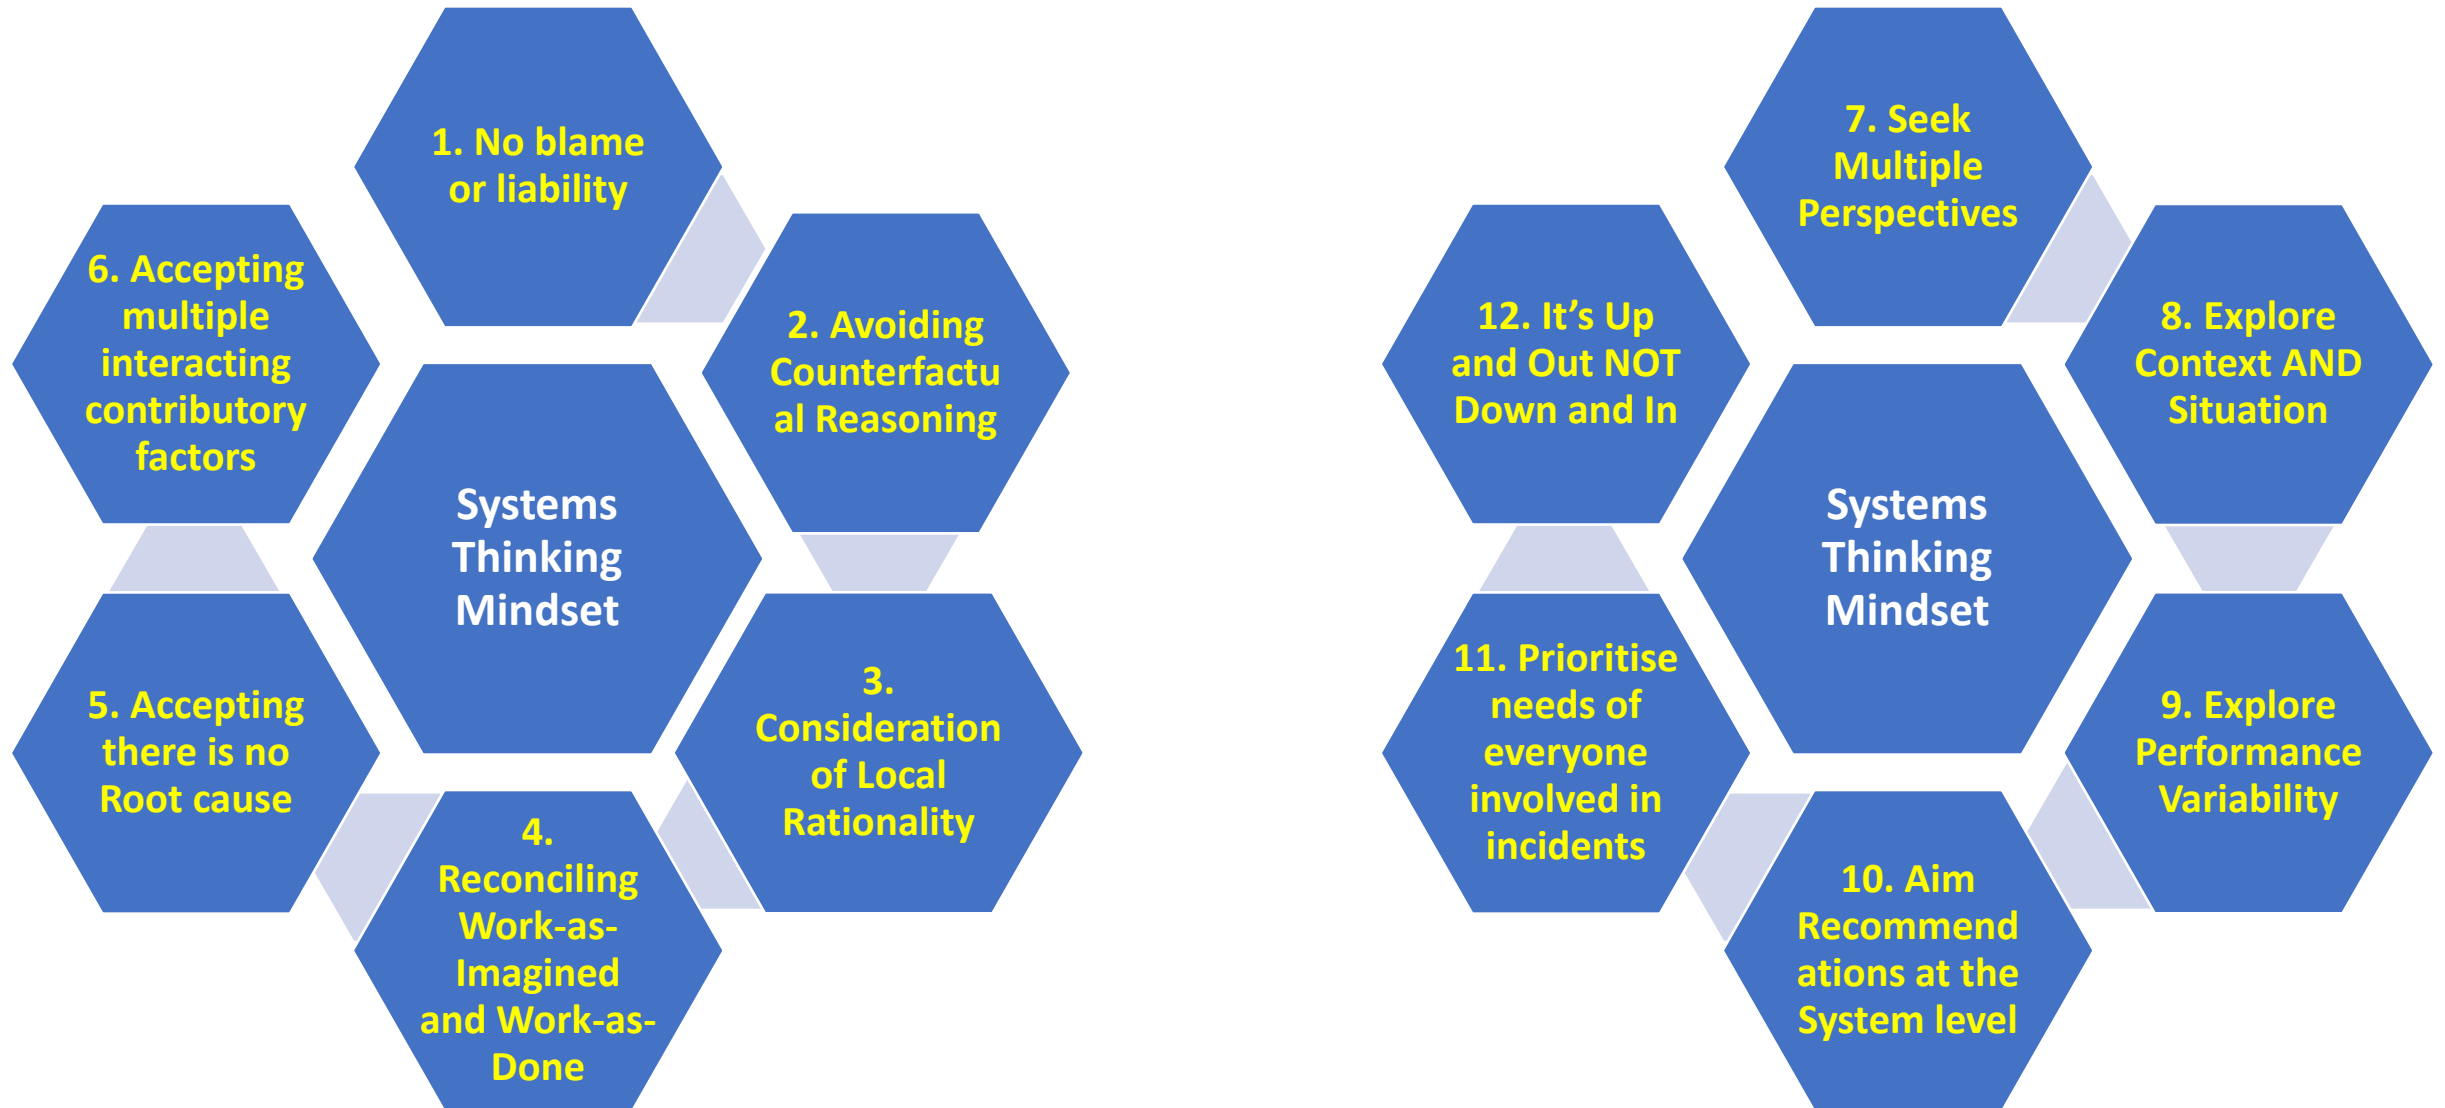 1. No blame
or liability
2. Avoiding
Counterfactu
al Reasoning
3.
Consideration
of Local
Rationality
4.
Reconciling
Work-as-
Imagined
and Work-as-
Done
5. Accepting
there is no
Root cause
6. Accepting
multiple
interacting
contributory
factors
Systems
Thinking
Mindset
7. Seek
Multiple
Perspectives
8. Explore
Context AND
Situation
9. Explore
Performance
Variability
10. Aim
Recommend
ations at the
System level
11. Prioritise
needs of
everyone
involved in
incidents
12. It’s Up
and Out NOT
Down and In
Systems
Thinking
Mindset